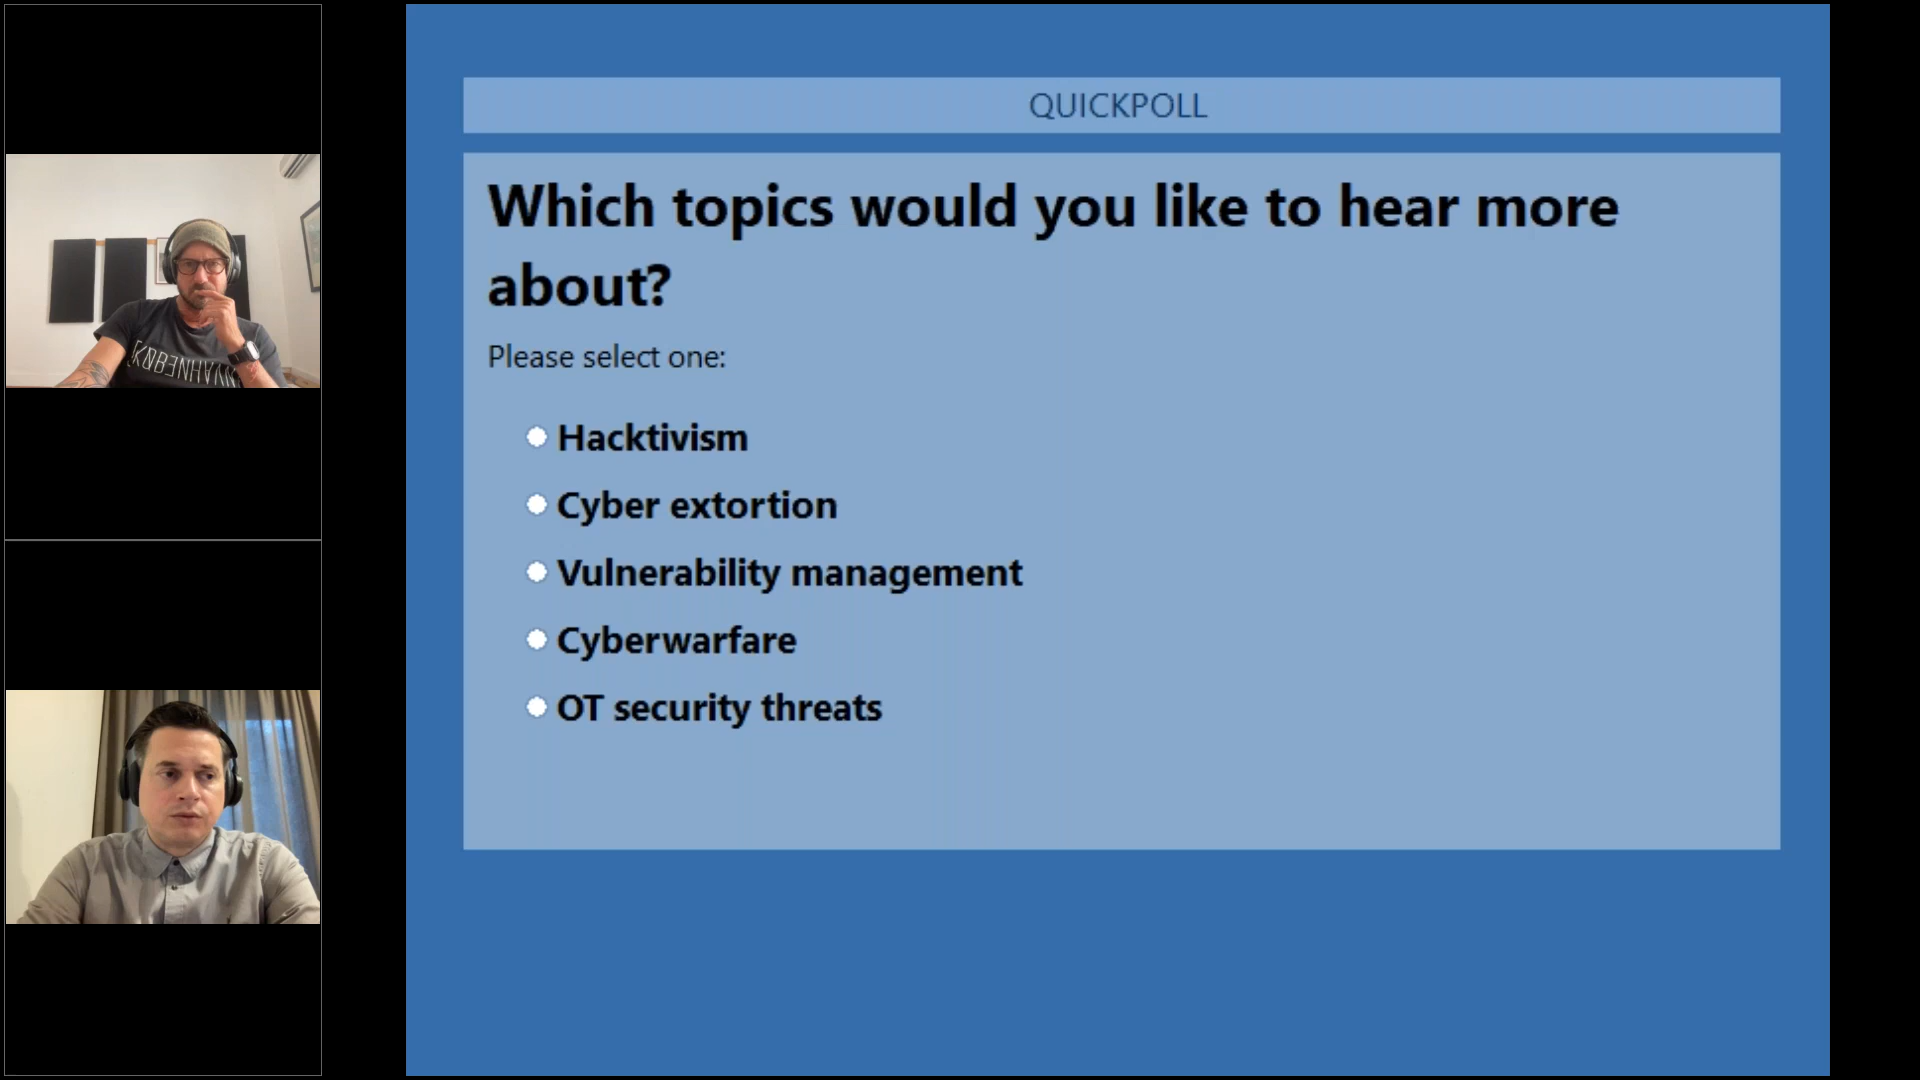 QUICKPOLL
Which topics would you like to hear more
about?
Please select one:
Hacktivism
Cyber extortion
Vulnerability management
Cyberwarfare
OT security threats